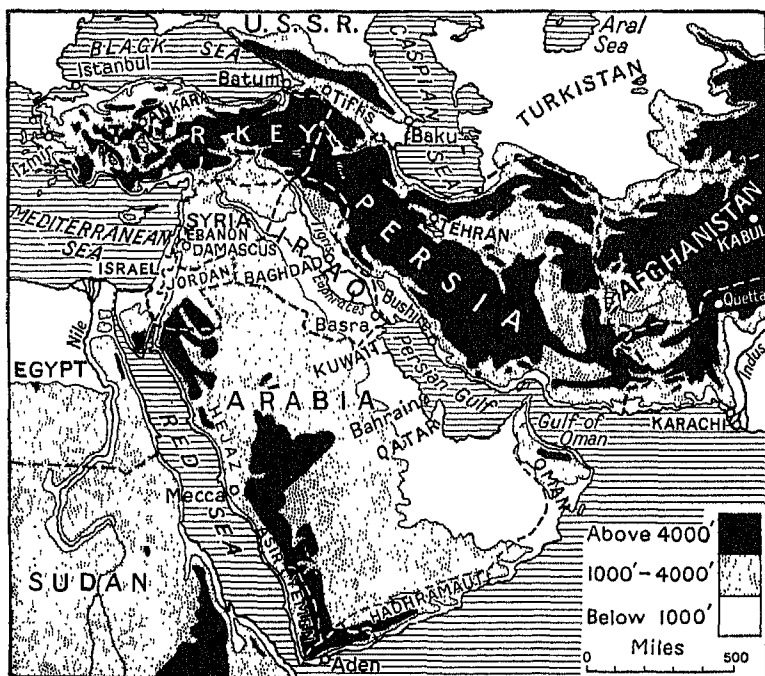 U.S.S.R.
Aral
Sea
BLACK
SEA
Istanbul
CASPIAN
SEA
Batum
Tiflis
TURKISTAN
Baku
ANKARA
TURKEY
Izmir
PERSIA
MEDITERRANEAN
SEA
SYRIA
LEBANON
DAMASCUS
TEHRAN
AFGHANISTAN
KABUL
ISRAEL
JORDAN
BAGHDAD
IRAQ
Tigris
Euphrates
Quetta
Nile
Basra
Bushire
Indus
EGYPT
KUWAIT
Persian Gulf
ARABIA
HEJAZ
Bahrain
QATAR
Gulf of
Oman
KARACHI
RED
SEA
Mecca
OMAN
ASIR
SUDAN
HADHRAMAUT
YEMEN
Aden
Above 4000'
1000'-4000'
Below 1000'
Miles
0 500